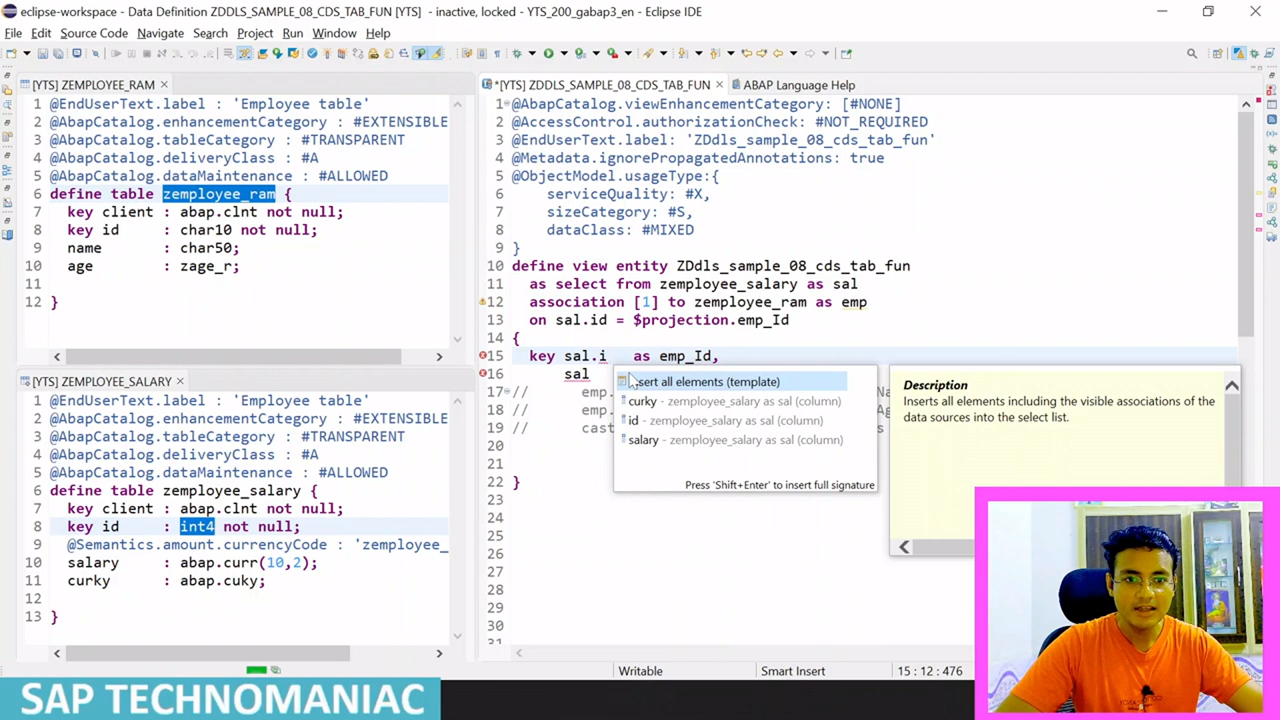 eclipse-workspace - Data Definition ZDDLS_SAMPLE_08_CDS_TAB_FUN [YTS] - inactive, locked - YTS_200_gabap3_en - Eclipse IDE
File Edit Source Code Navigate Search Project Run Window Help
[YTS] ZEMPLOYEE_RAM
1 @EndUserText.label : 'Employee table'
2 @AbapCatalog.enhancementCategory : #EXTENSIBLE
3 @AbapCatalog.tableCategory : #TRANSPARENT
4 @AbapCatalog.deliveryClass : #A
5 @AbapCatalog.dataMaintenance : #ALLOWED
6 define table zemployee_ram {
7 key client : abap.clnt not null;
8 key id : char10 not null;
9 name : char50;
10 age : zage_r;
11
12 }
[YTS] ZEMPLOYEE_SALARY
1 @EndUserText.label : 'Employee table'
2 @AbapCatalog.enhancementCategory : #EXTENSIBLE
3 @AbapCatalog.tableCategory : #TRANSPARENT
4 @AbapCatalog.deliveryClass : #A
5 @AbapCatalog.dataMaintenance : #ALLOWED
6 define table zemployee_salary {
7 key client : abap.clnt not null;
8 key id : int4 not null;
9 @Semantics.amount.currencyCode : 'zemployee_
10 salary : abap.curr(10,2);
11 curky : abap.cuky;
12
13 }
*[YTS] ZDDLS_SAMPLE_08_CDS_TAB_FUN
ABAP Language Help
1 @AbapCatalog.viewEnhancementCategory: [#NONE]
2 @AccessControl.authorizationCheck: #NOT_REQUIRED
3 @EndUserText.label: 'ZDdls_sample_08_cds_tab_fun'
4 @Metadata.ignorePropagatedAnnotations: true
5 @ObjectModel.usageType:{
6 serviceQuality: #X,
7 sizeCategory: #S,
8 dataClass: #MIXED
9 }
10 define view entity ZDdls_sample_08_cds_tab_fun
11 as select from zemployee_salary as sal
12 association [1] to zemployee_ram as emp
13 on sal.id = $projection.emp_Id
14 {
15 key sal.i as emp_Id,
16 sal
17 // emp.
18 // emp.
19 // cast
20
21
22 }
23
24
25
26
27
28
29
30
31
sert all elements (template)
curky - zemployee_salary as sal (column)
id - zemployee_salary as sal (column)
salary - zemployee_salary as sal (column)
Press 'Shift+Enter' to insert full signature
Description
Inserts all elements including the visible associations of the
data sources into the select list.
Writable Smart Insert 15 : 12 : 476
SAP TECHNOMANIAC